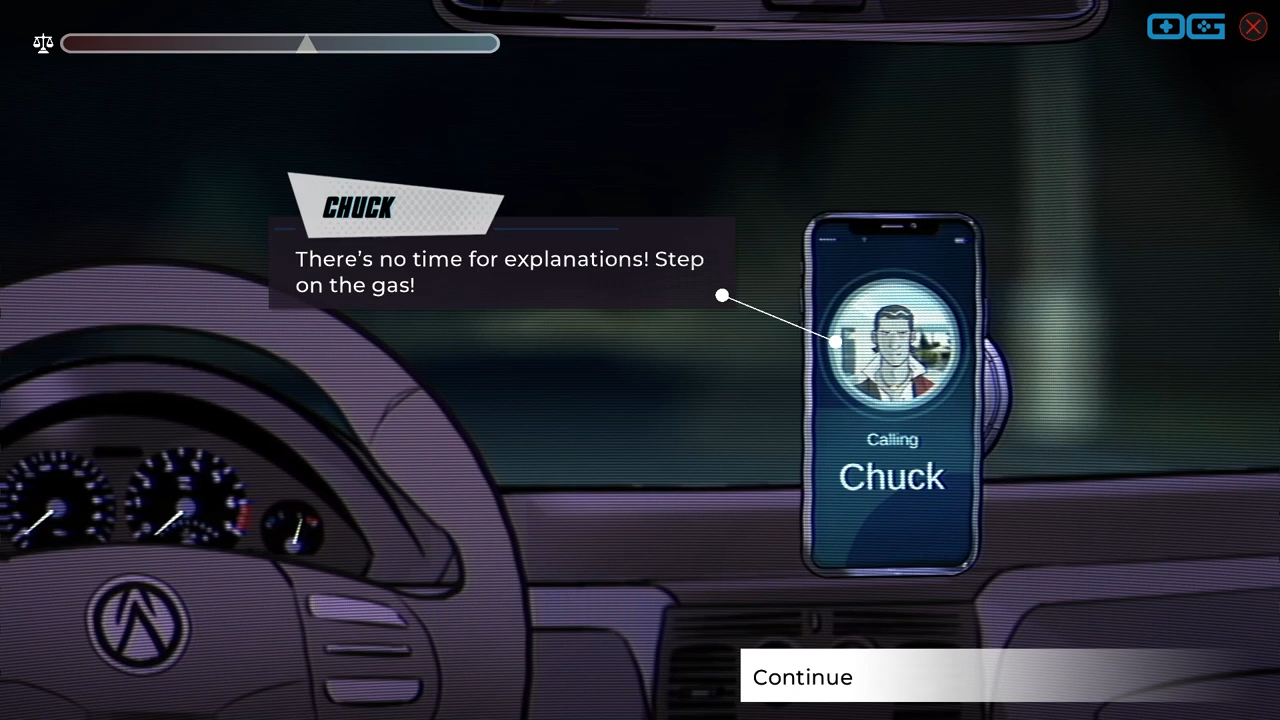 CHUCK
There's no time for explanations! Step
on the gas!
Calling
Chuck
Continue